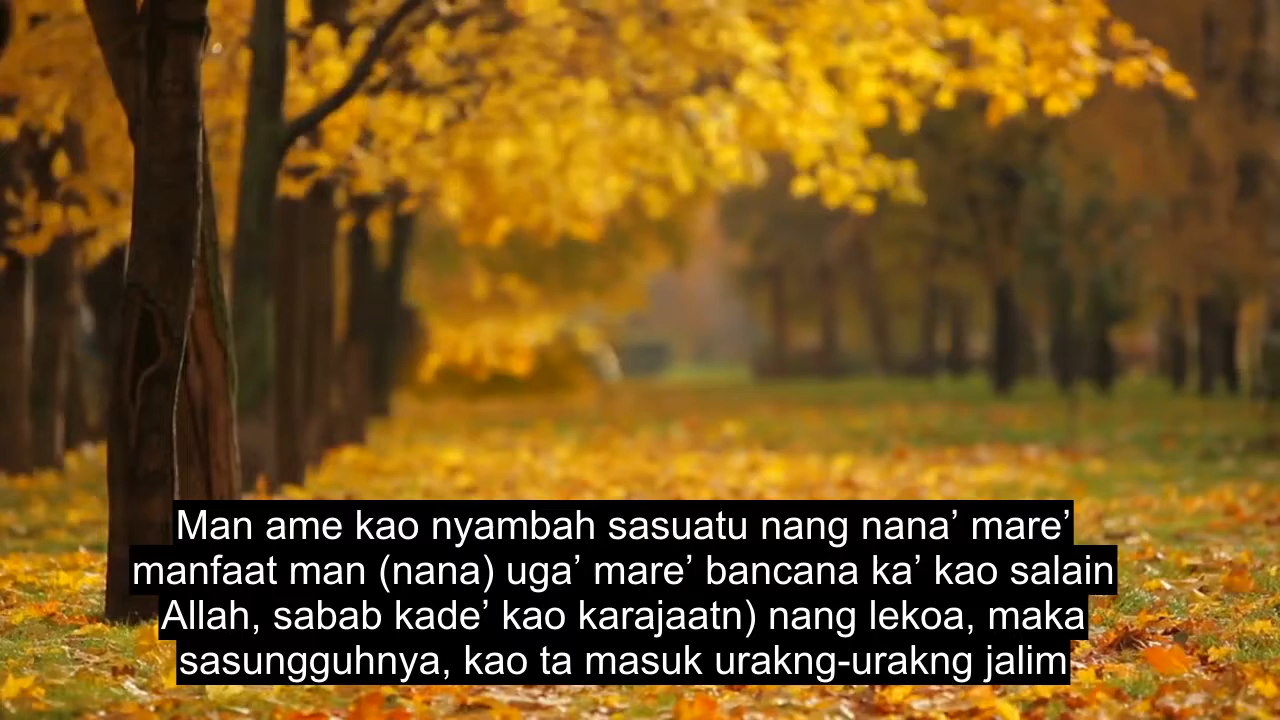 Man ame kao nyambah sasuatu nang nana’ mare’
manfaat man (nana) uga’ mare’ bancana ka’ kao salain
Allah, sabab kade’ kao karajaatn) nang lekoa, maka
sasungguhnya, kao ta masuk urakng-urakng jalim